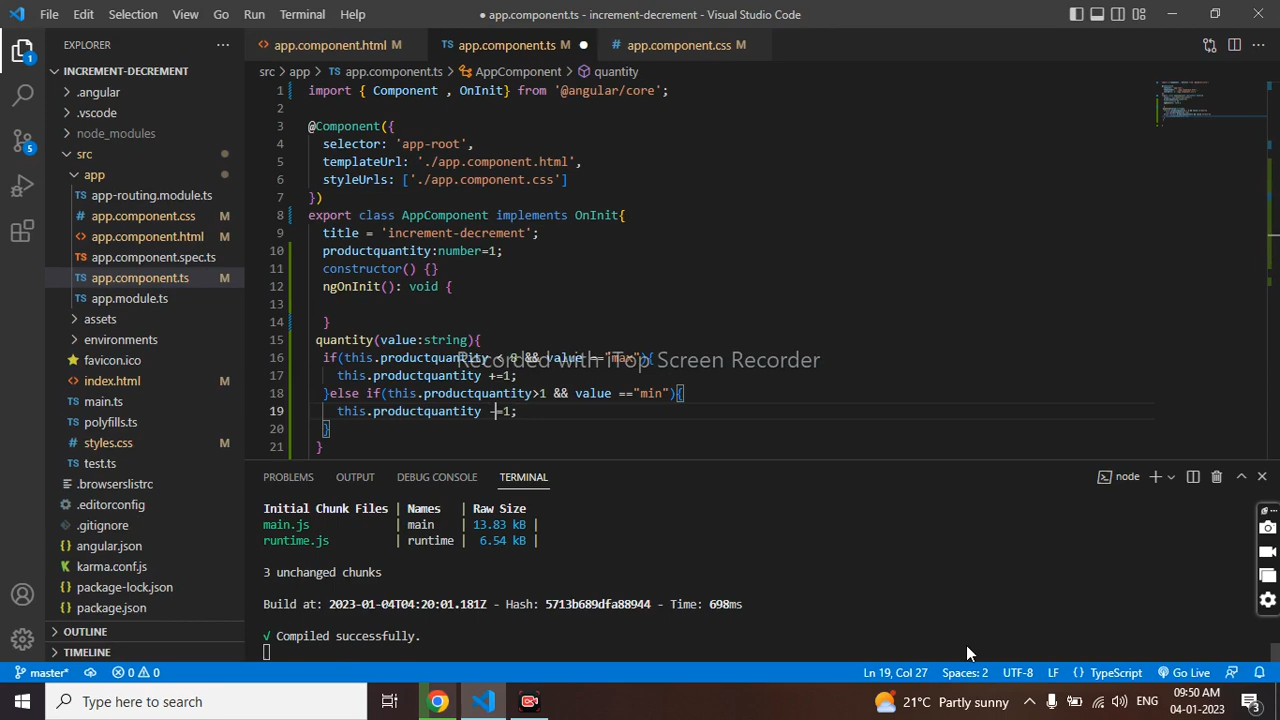 File Edit Selection View Go Run Terminal Help
● app.component.ts - increment-decrement - Visual Studio Code
EXPLORER
1
INCREMENT-DECREMENT
.angular
.vscode
node_modules
5
src
app
TS app-routing.module.ts
# app.component.css M
<> app.component.html M
TS app.component.spec.ts
TS app.component.ts M
TS app.module.ts
assets
environments
favicon.ico
<> index.html M
TS main.ts
TS polyfills.ts
# styles.css M
TS test.ts
.browserslistrc
.editorconfig
.gitignore
angular.json
karma.conf.js
package-lock.json
package.json
OUTLINE
TIMELINE
<> app.component.html M
TS app.component.ts M ●
# app.component.css M
src > app > TS app.component.ts > AppComponent > quantity
1 import { Component , OnInit} from '@angular/core';
2
3 @Component({
4 selector: 'app-root',
5 templateUrl: './app.component.html',
6 styleUrls: ['./app.component.css']
7 })
8 export class AppComponent implements OnInit{
9 title = 'increment-decrement';
10 productquantity:number=1;
11 constructor() {}
12 ngOnInit(): void {
13
14 }
15 quantity(value:string){
16 if(this.productquantity < && value =="max"){
Recorded with iTop Screen Recorder
17 this.productquantity +=1;
18 }else if(this.productquantity>1 && value =="min"){
19 this.productquantity -=1;
20 }
21 }
PROBLEMS OUTPUT DEBUG CONSOLE TERMINAL
node
Initial Chunk Files | Names | Raw Size
main.js | main | 13.83 kB |
runtime.js | runtime | 6.54 kB |
3 unchanged chunks
Build at: 2023-01-04T04:20:01.181Z - Hash: 5713b689dfa88944 - Time: 698ms
√ Compiled successfully.
master* 0 0
Ln 19, Col 27 Spaces: 2 UTF-8 LF {} TypeScript Go Live
Type here to search
21°C Partly sunny
ENG
09:50 AM
04-01-2023
3